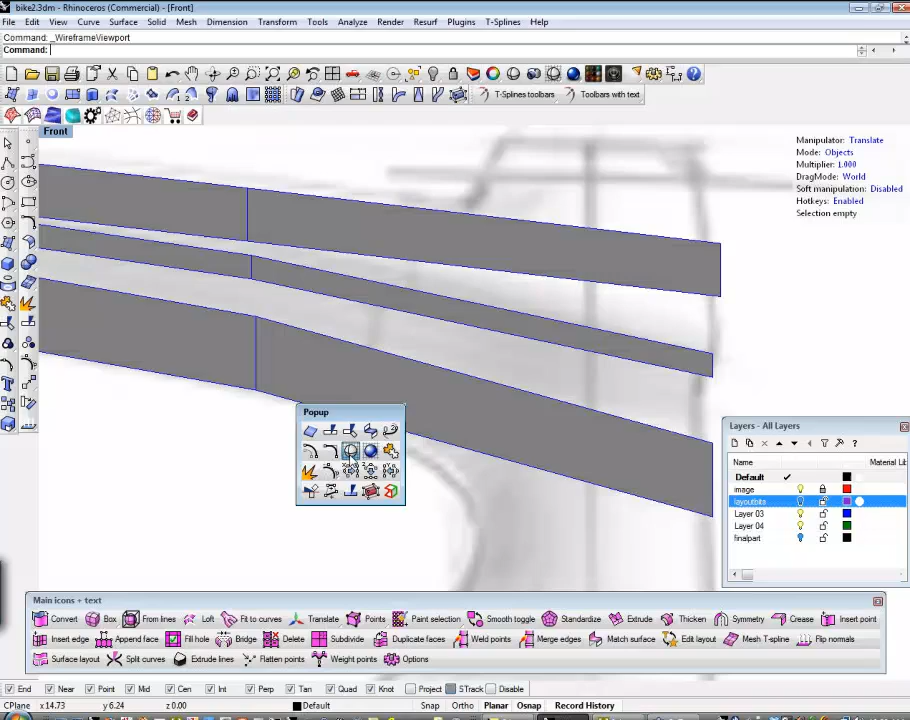 bike2.3dm - Rhinoceros (Commercial) - [Front]
File Edit View Curve Surface Solid Mesh Dimension Transform Tools Analyze Render Resurf Plugins T-Splines Help
Command: _WireframeViewport
Command:
T-Splines toolbars Toolbars with text
Front
Manipulator: Translate
Mode: Objects
Multiplier: 1.000
DragMode: World
Soft manipulation: Disabled
Hotkeys: Enabled
Selection empty
Popup
Layers - All Layers
Name Material Lib
Default
image
layoutbits
Layer 03
Layer 04
finalpart
Main icons + text
Convert Box From lines Loft Fit to curves Translate Points Paint selection Smooth toggle Standardize Extrude Thicken Symmetry Crease Insert point
Insert edge Append face Fill hole Bridge Delete Subdivide Duplicate faces Weld points Merge edges Match surface Edit layout Mesh T-spline Flip normals
Surface layout Split curves Extrude lines Flatten points Weight points Options
End Near Point Mid Cen Int Perp Tan Quad Knot Project STrack Disable
CPlane x14.73 y 6.24 z 0.00 Default Snap Ortho Planar Osnap Record History